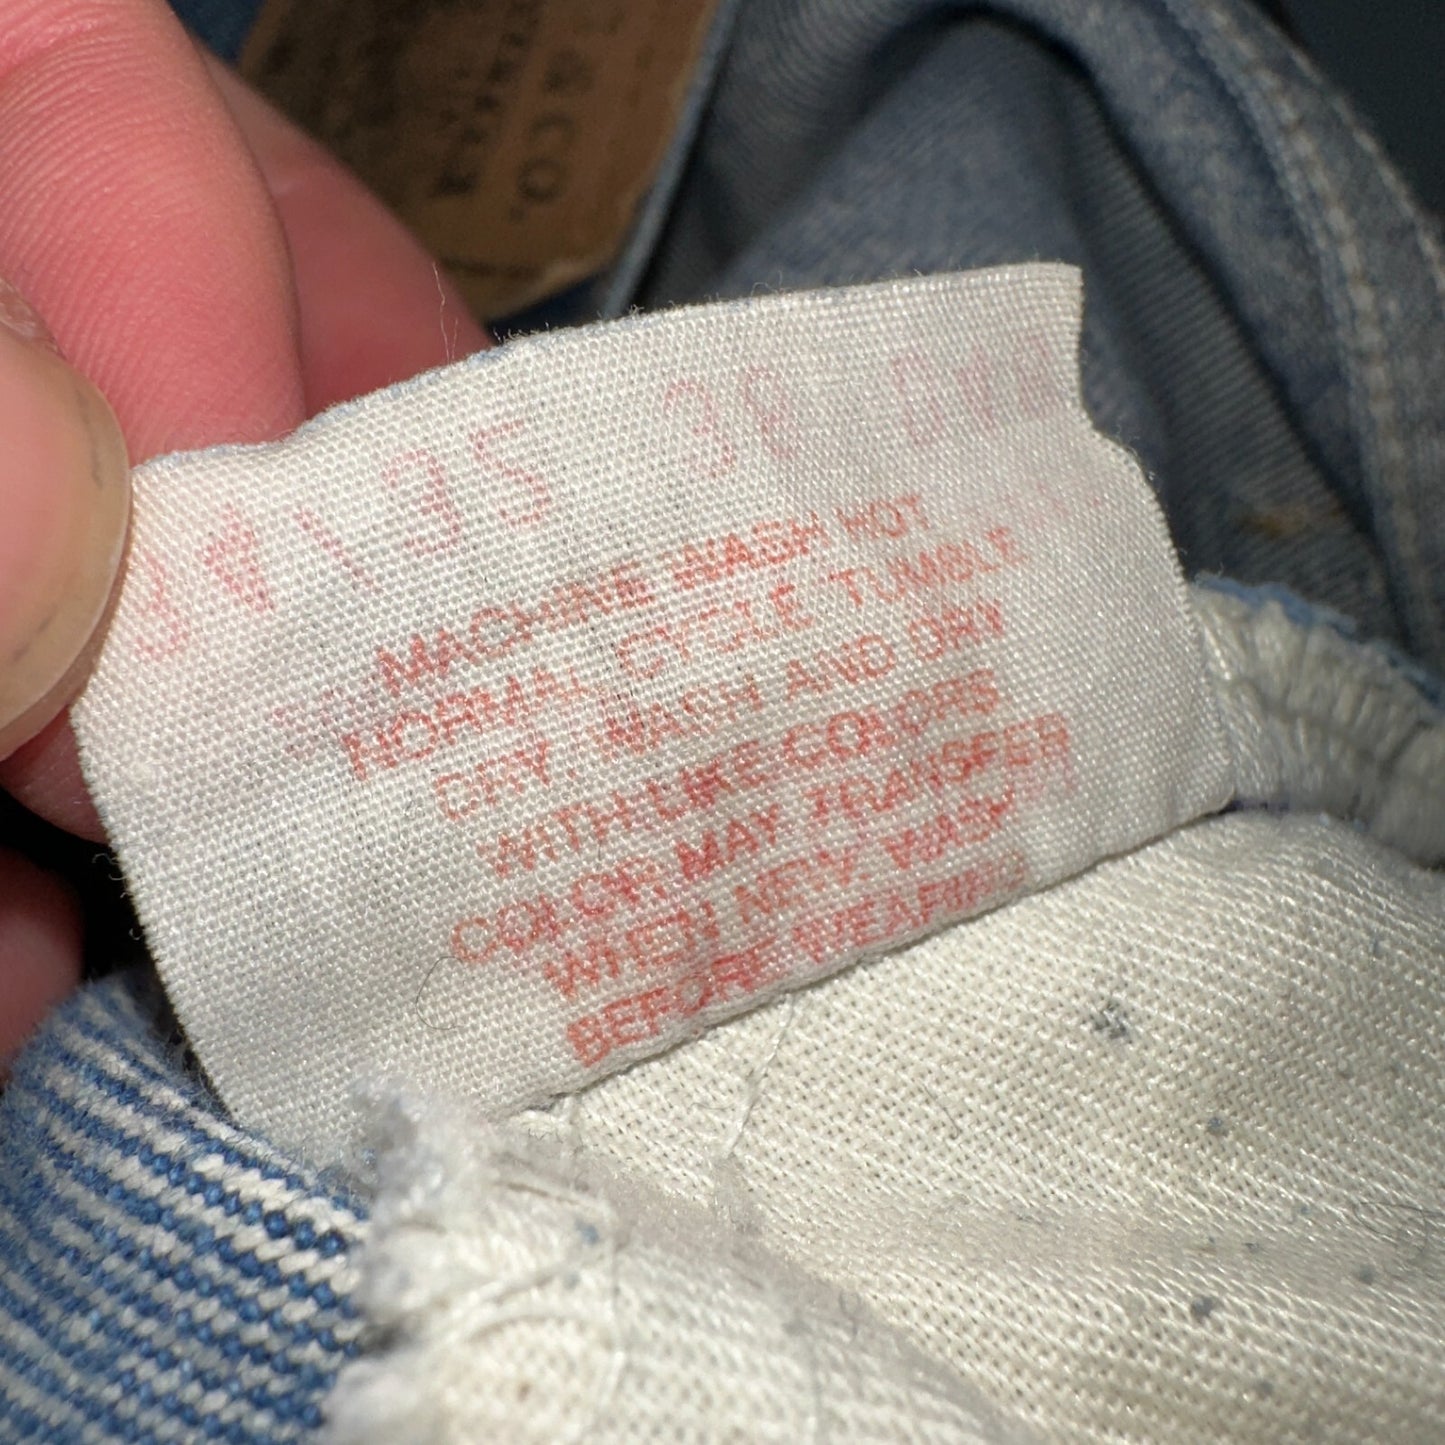 & CO.
MACHINE WASH HOT
NORMAL CYCLE TUMBLE
DRY. WASH AND DRY
WITH LIKE COLORS
COLOR MAY TRANSFER
WHEN NEW. WASH
BEFORE WEARING